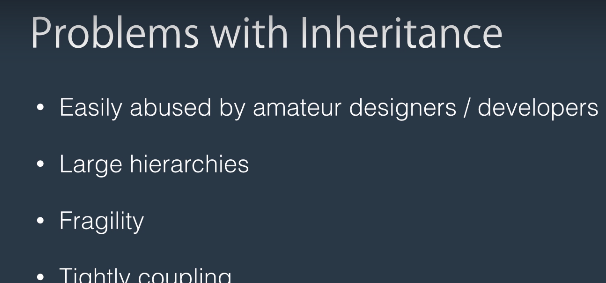 Problems with Inheritance
• Easily abused by amateur designers / developers
• Large hierarchies
• Fragility
• Tightly coupling